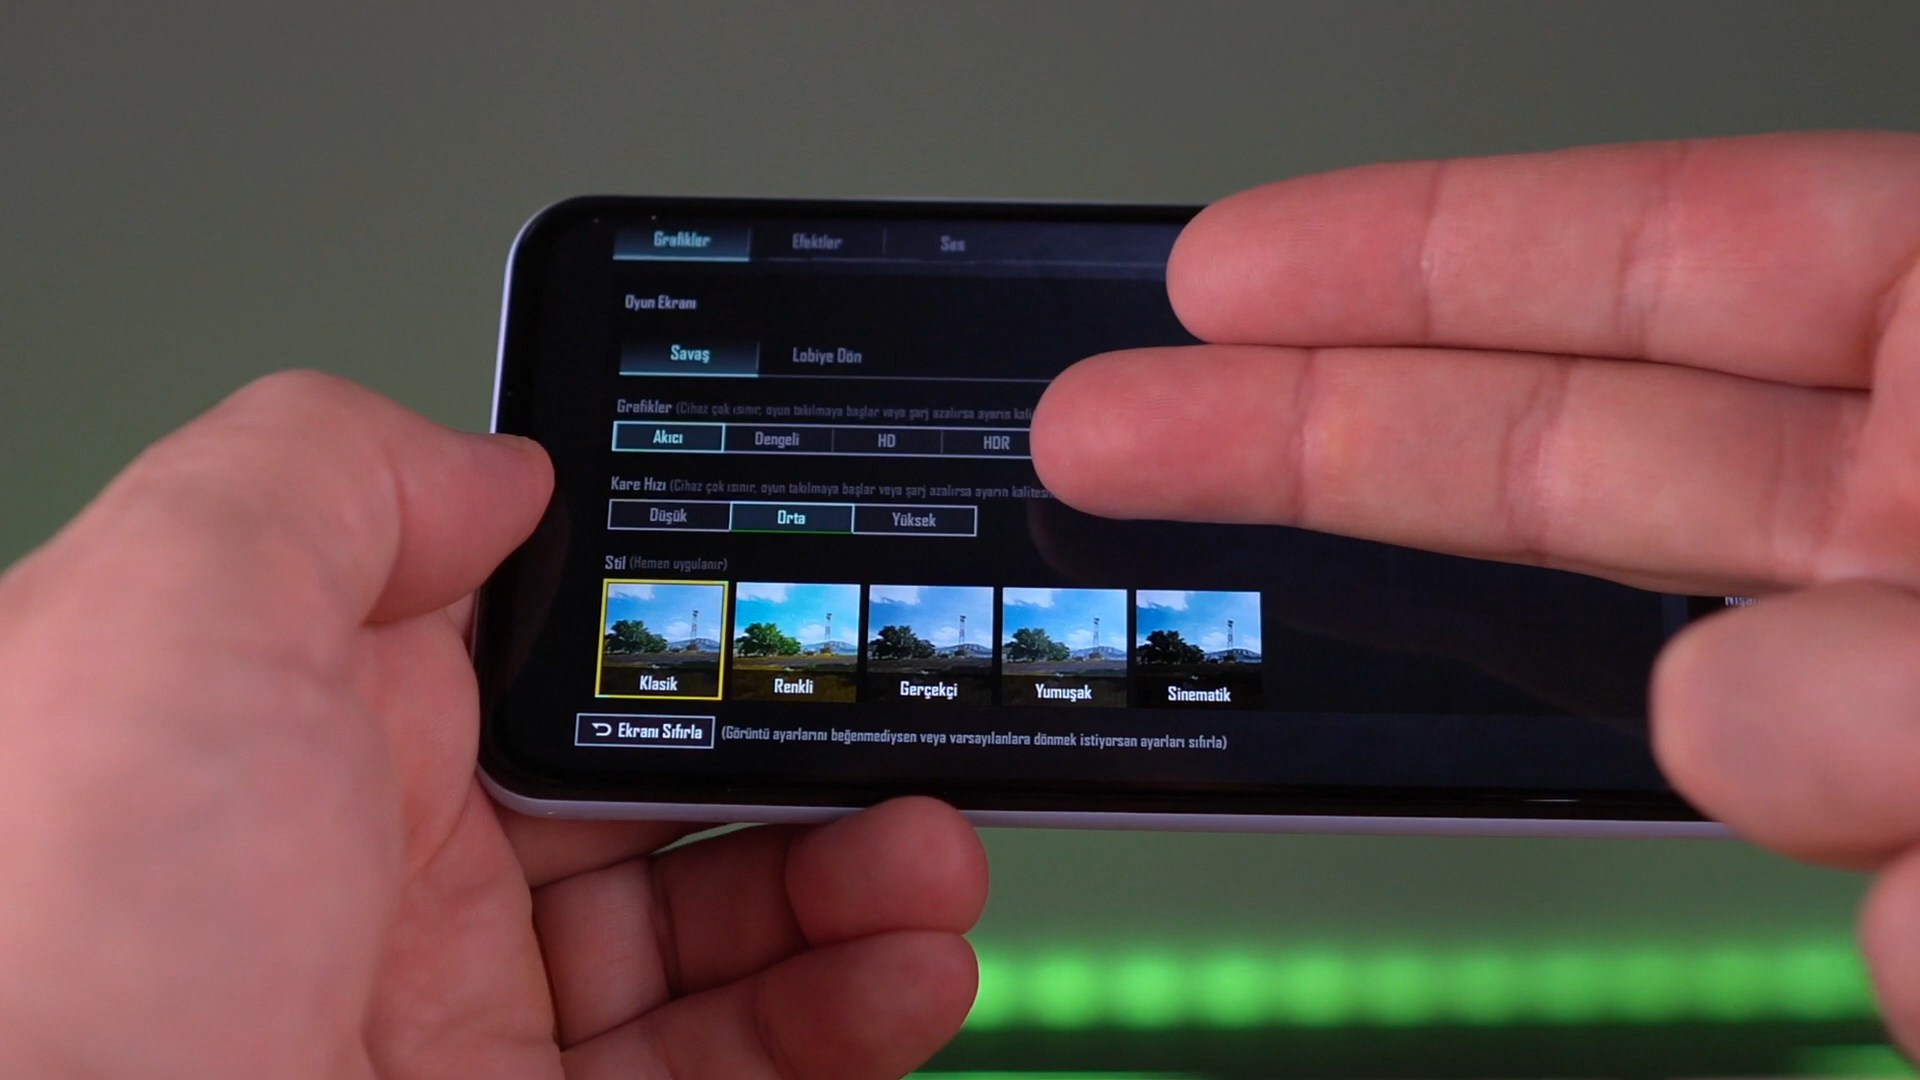 Grafikler Efektler Ses
Oyun Ekranı
Savaş Lobiye Dön
Grafikler (Cihaz çok ısınır, oyun takılmaya başlar veya şarj azalırsa ayarın
Akıcı Dengeli HD HDR
Kare Hızı (Cihaz çok ısınır, oyun takılmaya başlar veya şarj azalırsa ayarın
Düşük Orta Yüksek
Stil (Hemen uygulanır)
Klasik Renkli Gerçekçi Yumuşak Sinematik
Ekranı Sıfırla (Görüntü ayarlarını beğenmediysen veya varsayılanlara dönmek istiyorsan ayarları sıfırla)